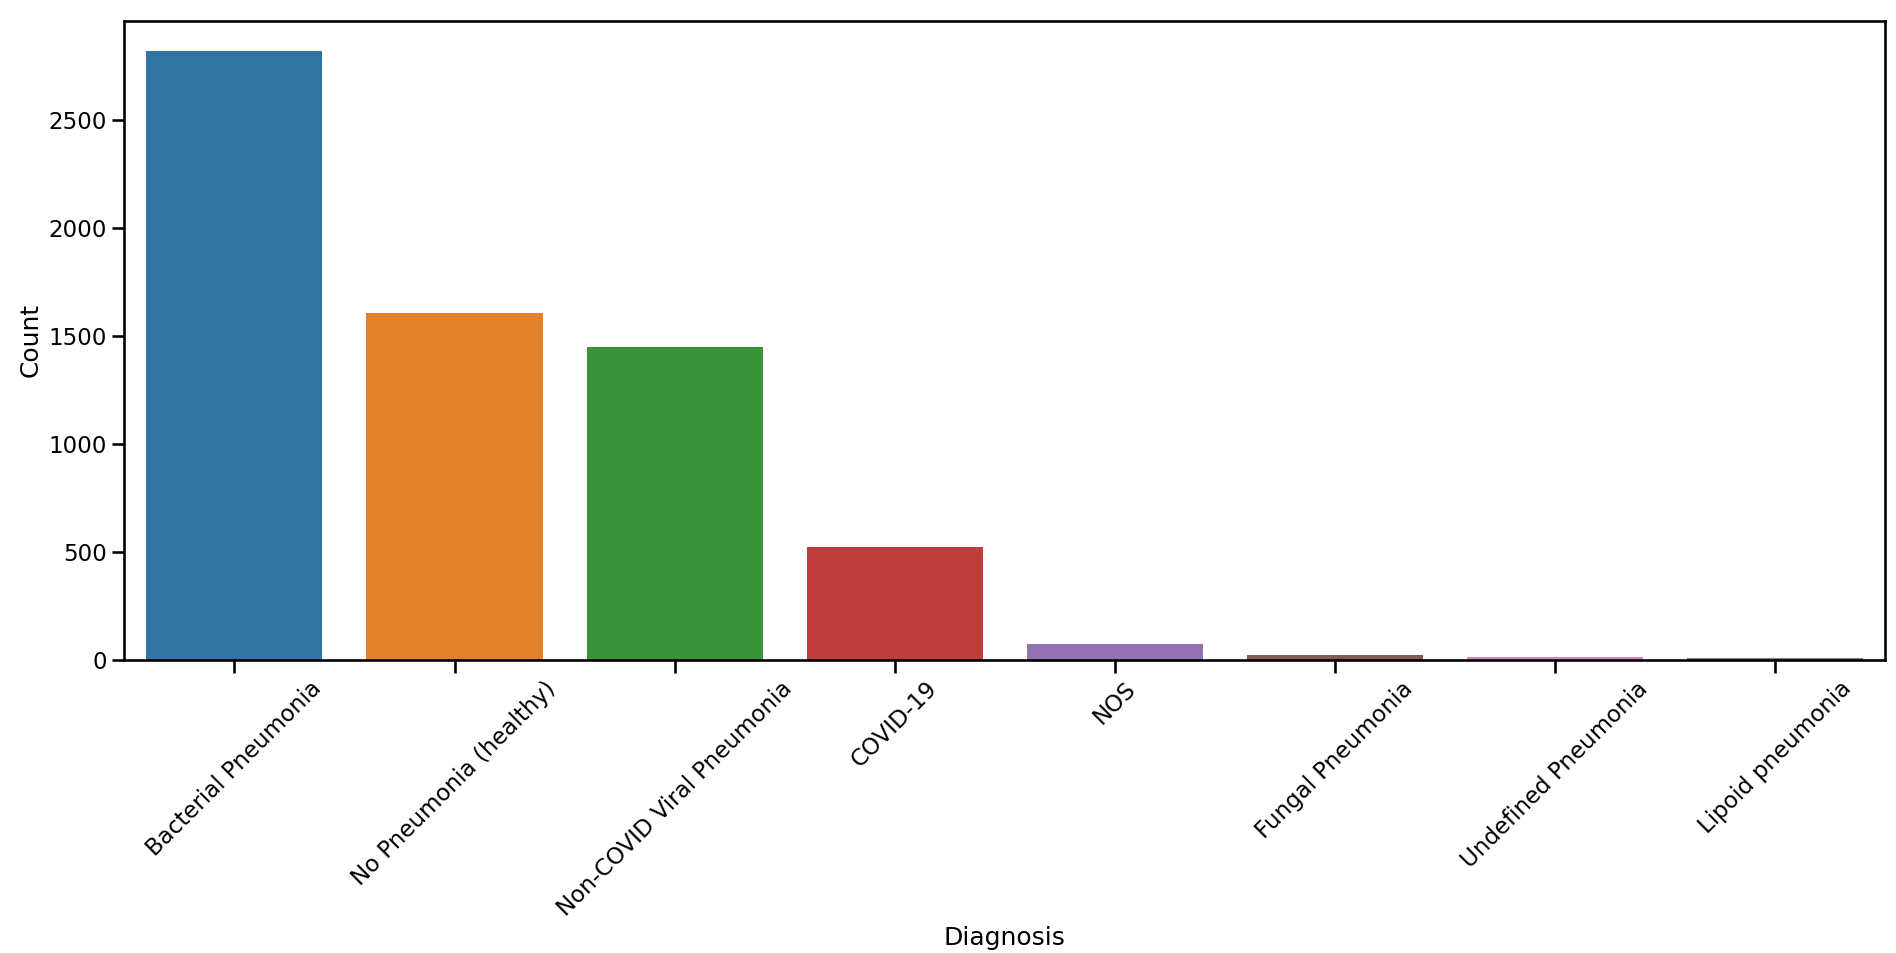 2500
2000
1500
1000
500
0
Count
Bacterial Pneumonia
No Pneumonia (healthy)
Non-COVID Viral Pneumonia
COVID-19
NOS
Fungal Pneumonia
Undefined Pneumonia
Lipoid pneumonia
Diagnosis